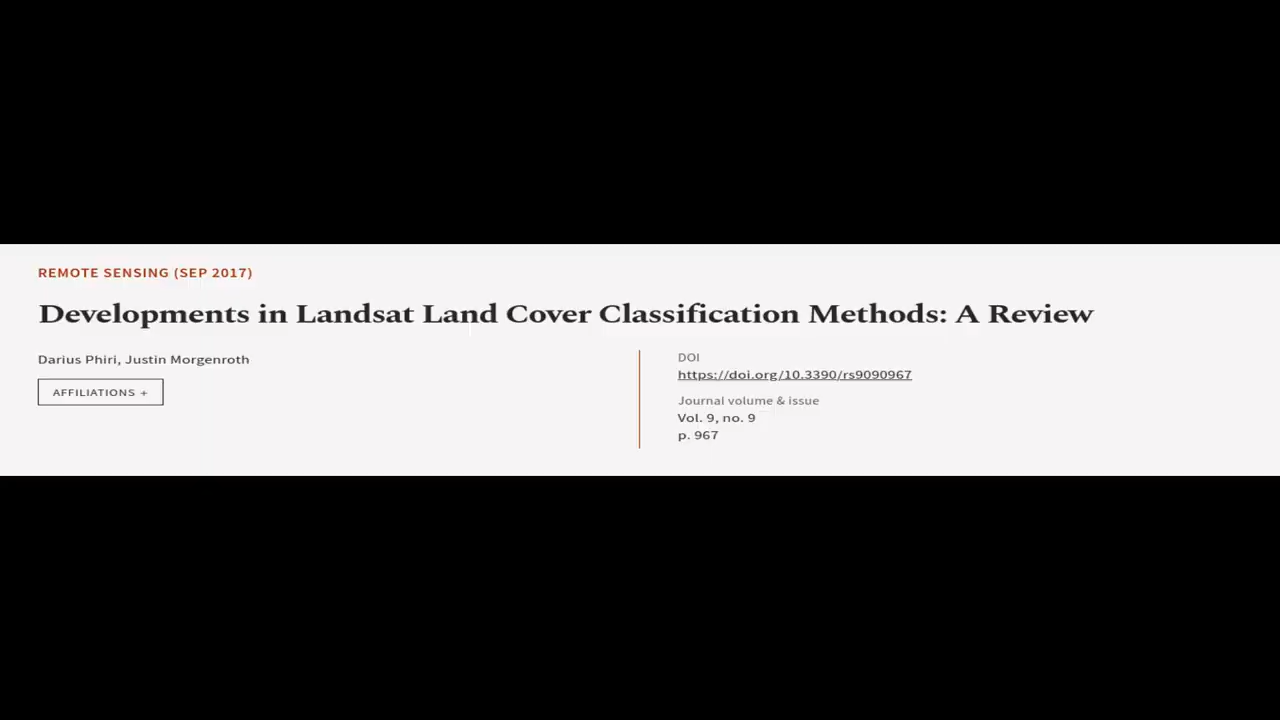 REMOTE SENSING (SEP 2017)
Developments in Landsat Land Cover Classification Methods: A Review
Darius Phiri, Justin Morgenroth
AFFILIATIONS +
DOI
https://doi.org/10.3390/rs9090967
Journal volume & issue
Vol. 9, no. 9
p. 967